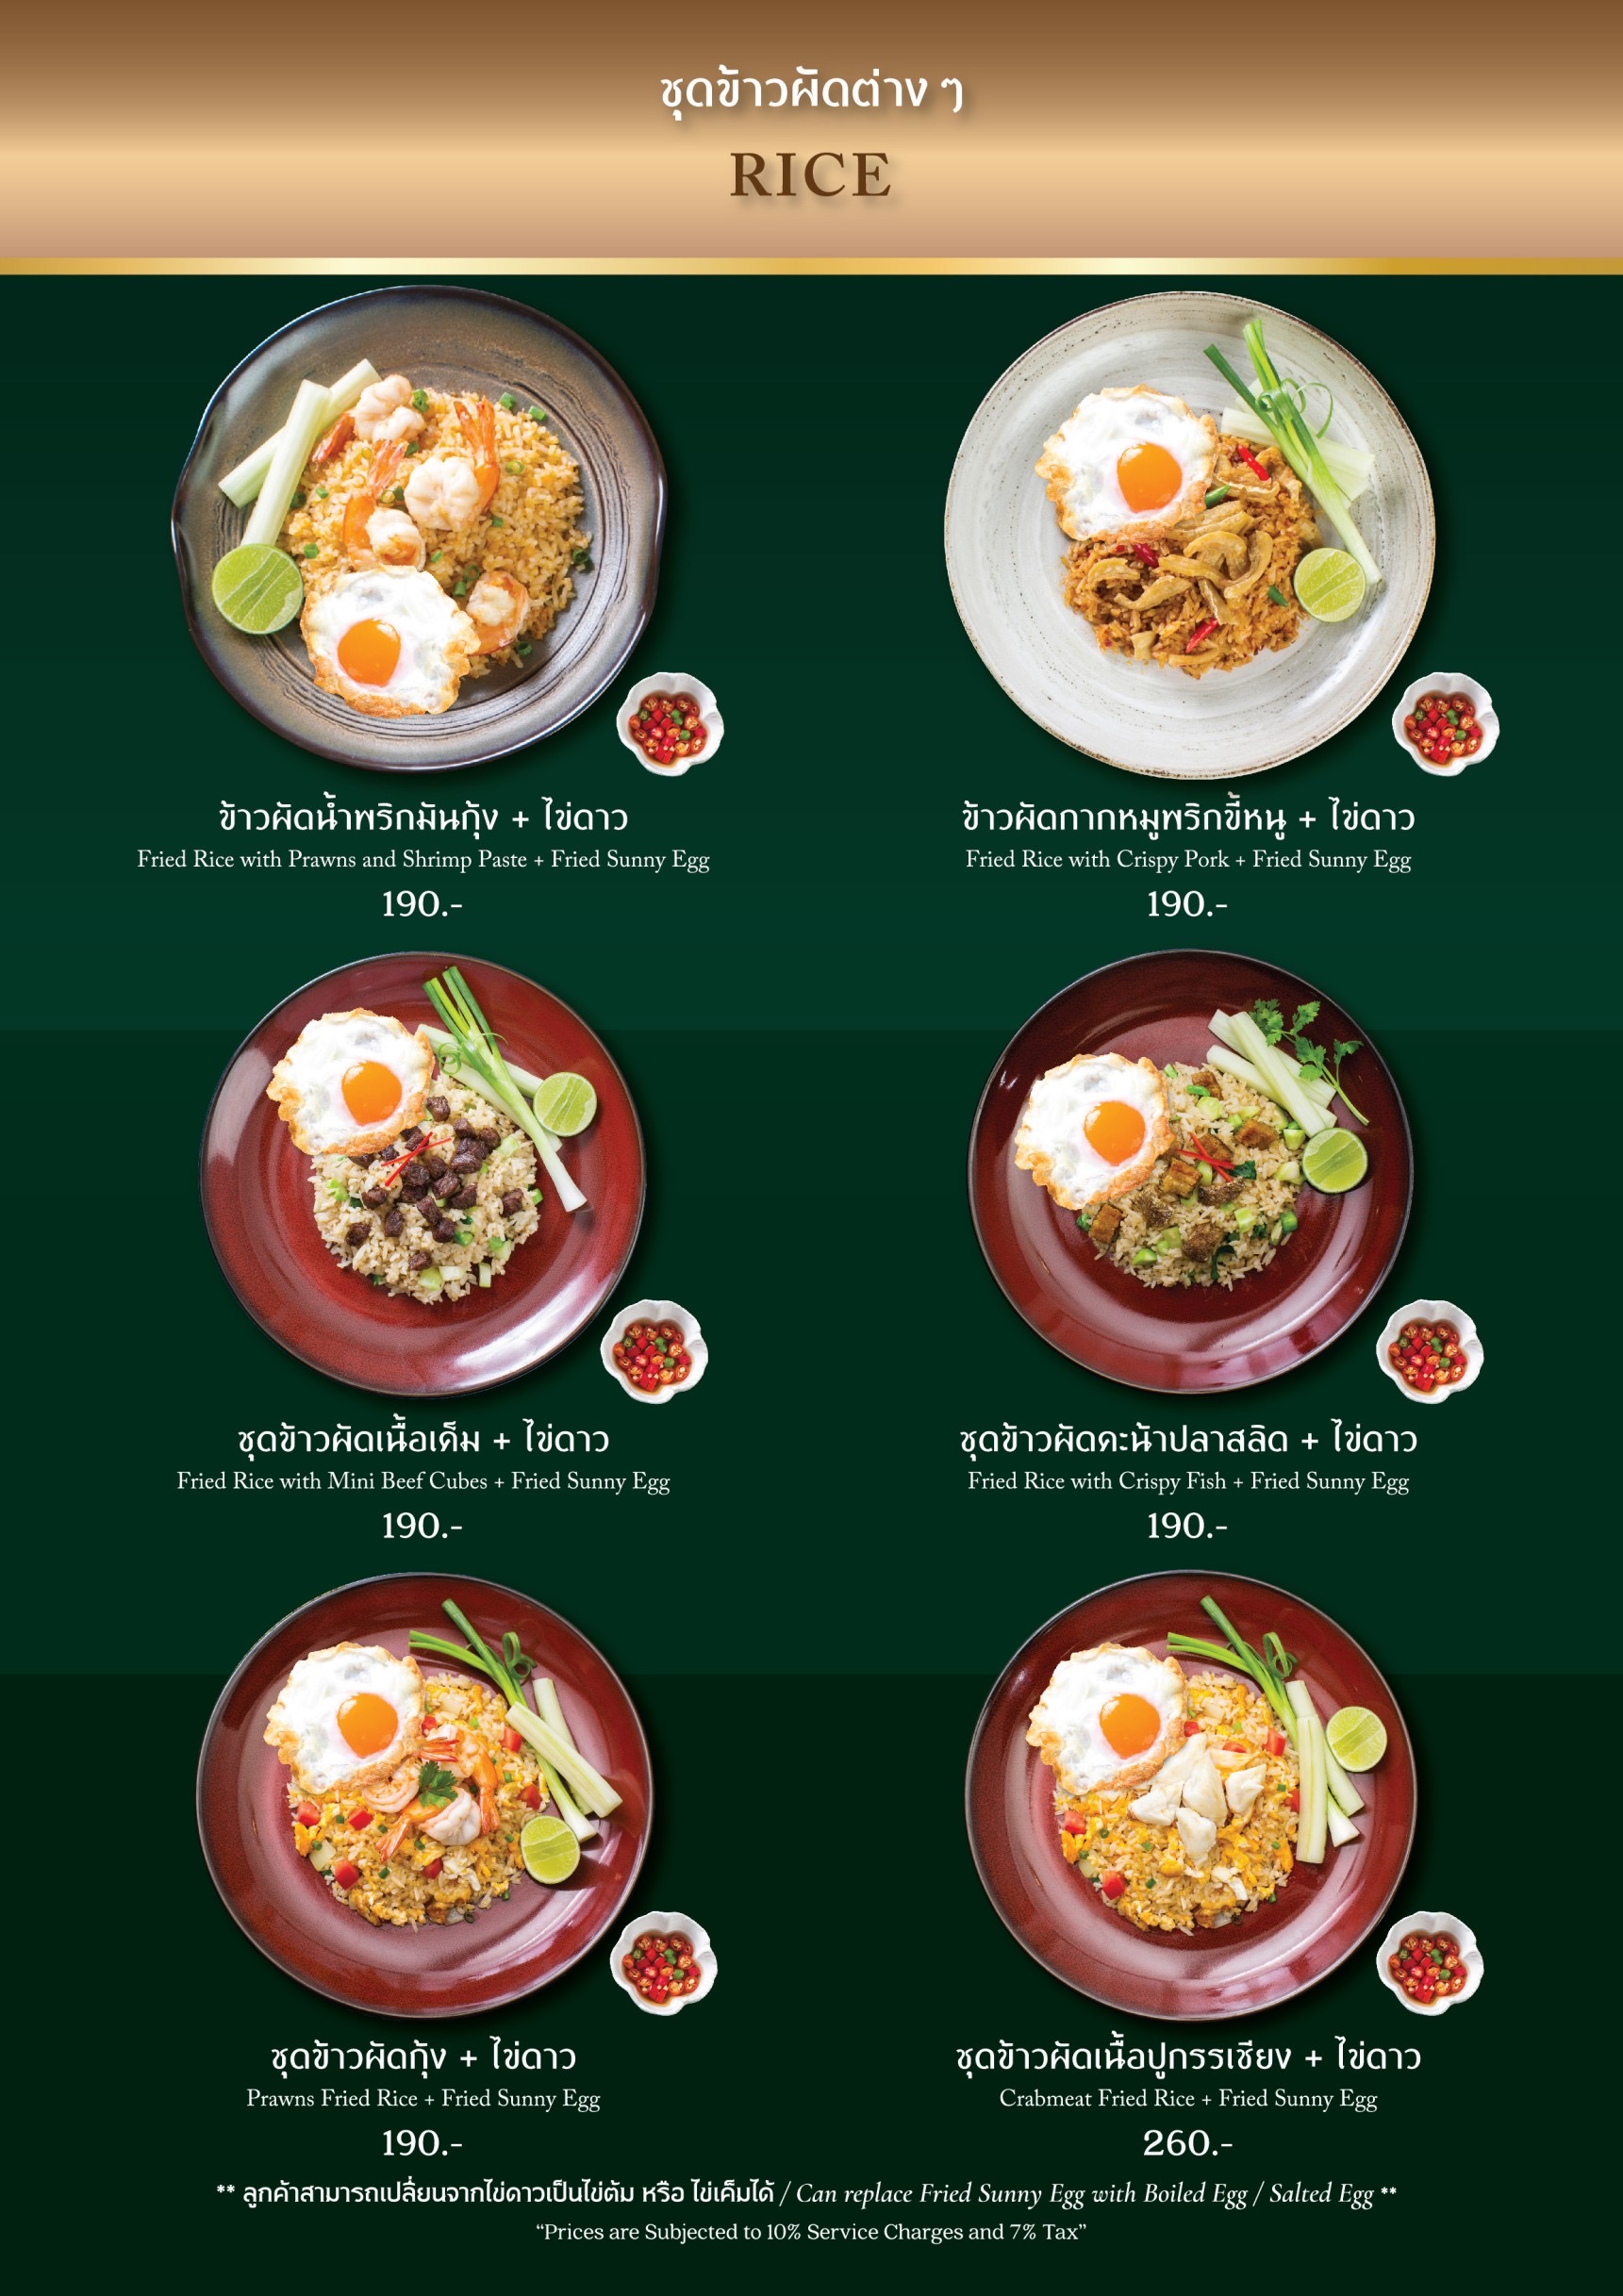 ชุดข้าวผัดต่าง ๆ
RICE
ข้าวผัดน้ำพริกมันกุ้ง + ไข่ดาว
Fried Rice with Prawns and Shrimp Paste + Fried Sunny Egg
190.-
ข้าวผัดกากหมูพริกขี้หนู + ไข่ดาว
Fried Rice with Crispy Pork + Fried Sunny Egg
190.-
ชุดข้าวผัดเนื้อเค็ม + ไข่ดาว
Fried Rice with Mini Beef Cubes + Fried Sunny Egg
190.-
ชุดข้าวผัดคะน้าปลาสลิด + ไข่ดาว
Fried Rice with Crispy Fish + Fried Sunny Egg
190.-
ชุดข้าวผัดกุ้ง + ไข่ดาว
Prawns Fried Rice + Fried Sunny Egg
190.-
ชุดข้าวผัดเนื้อปูกรรเชียง + ไข่ดาว
Crabmeat Fried Rice + Fried Sunny Egg
260.-
** ลูกค้าสามารถเปลี่ยนจากไข่ดาวเป็นไข่ต้ม หรือ ไข่เค็มได้ / Can replace Fried Sunny Egg with Boiled Egg / Salted Egg **
“Prices are Subjected to 10% Service Charges and 7% Tax”